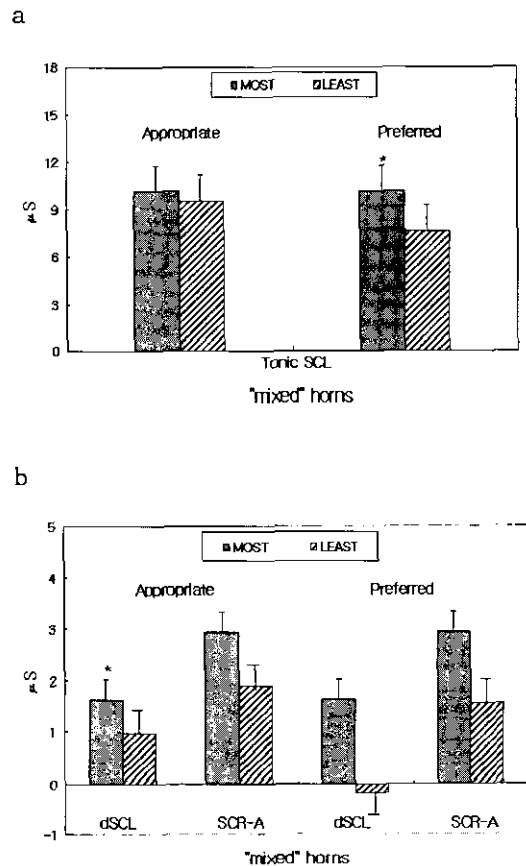 a
18
MOST LEAST
Appropriate Preferred
15
12
*
9
μS
6
3
0
Tonic SCL
"mixed" horns
b
5
MOST LEAST
4
Appropriate Preferred
3
μS
2
*
1
0
-1
dSCL SCR-A dSCL SCR-A
"mixed" horns